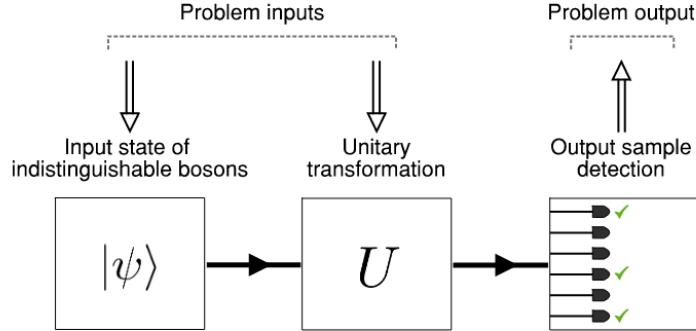 Problem inputs
Problem output
Input state of
indistinguishable bosons
Unitary
transformation
Output sample
detection
|ψ⟩
U